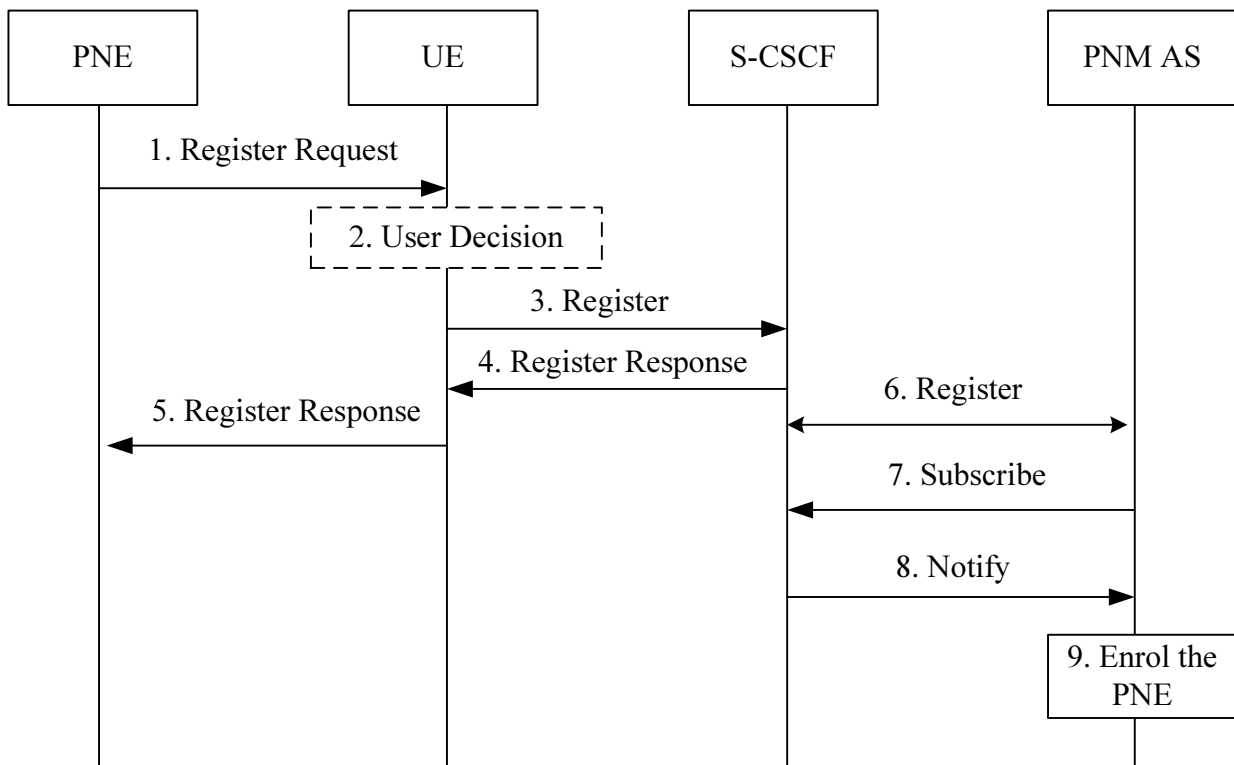 PNE
UE
S-CSCF
PNM AS
1. Register Request
2. User Decision
3. Register
4. Register Response
5. Register Response
6. Register
7. Subscribe
8. Notify
9. Enrol the
PNE